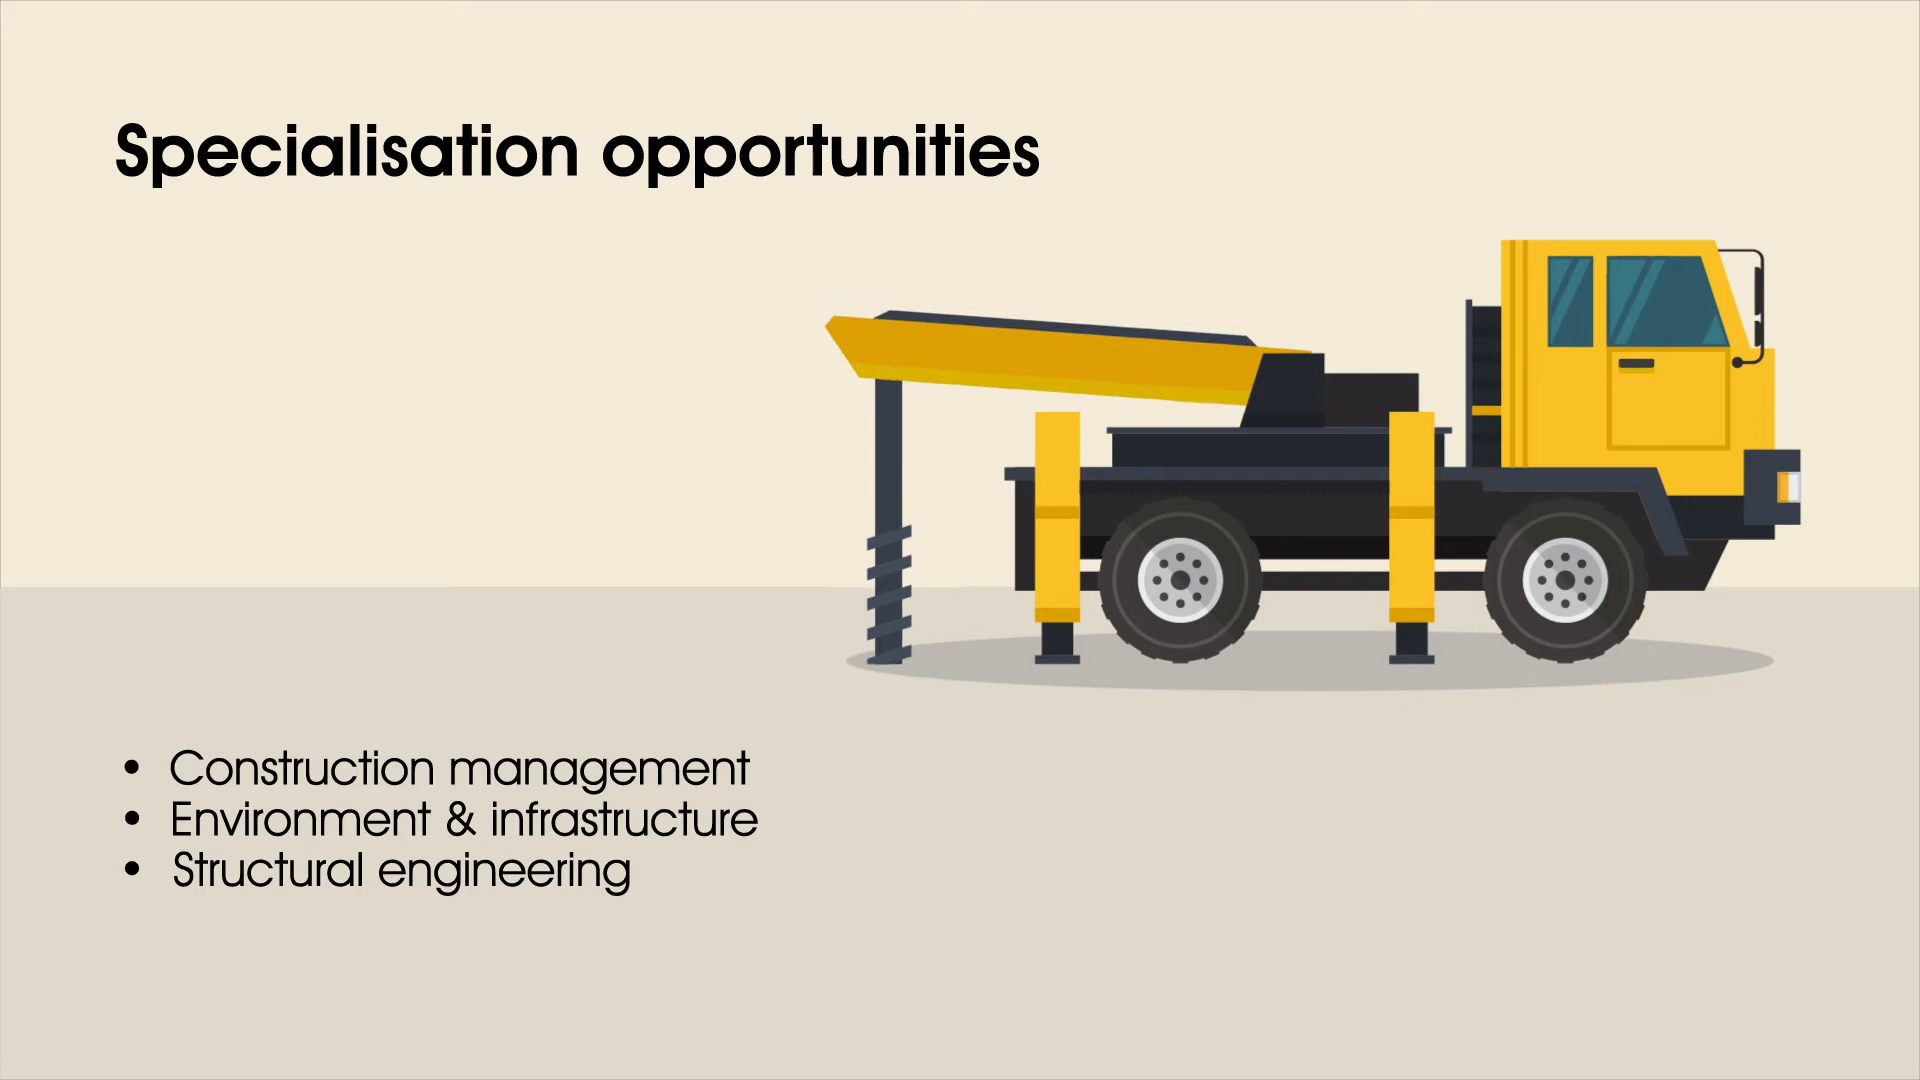 Specialisation opportunities
• Construction management
• Environment & infrastructure
• Structural engineering